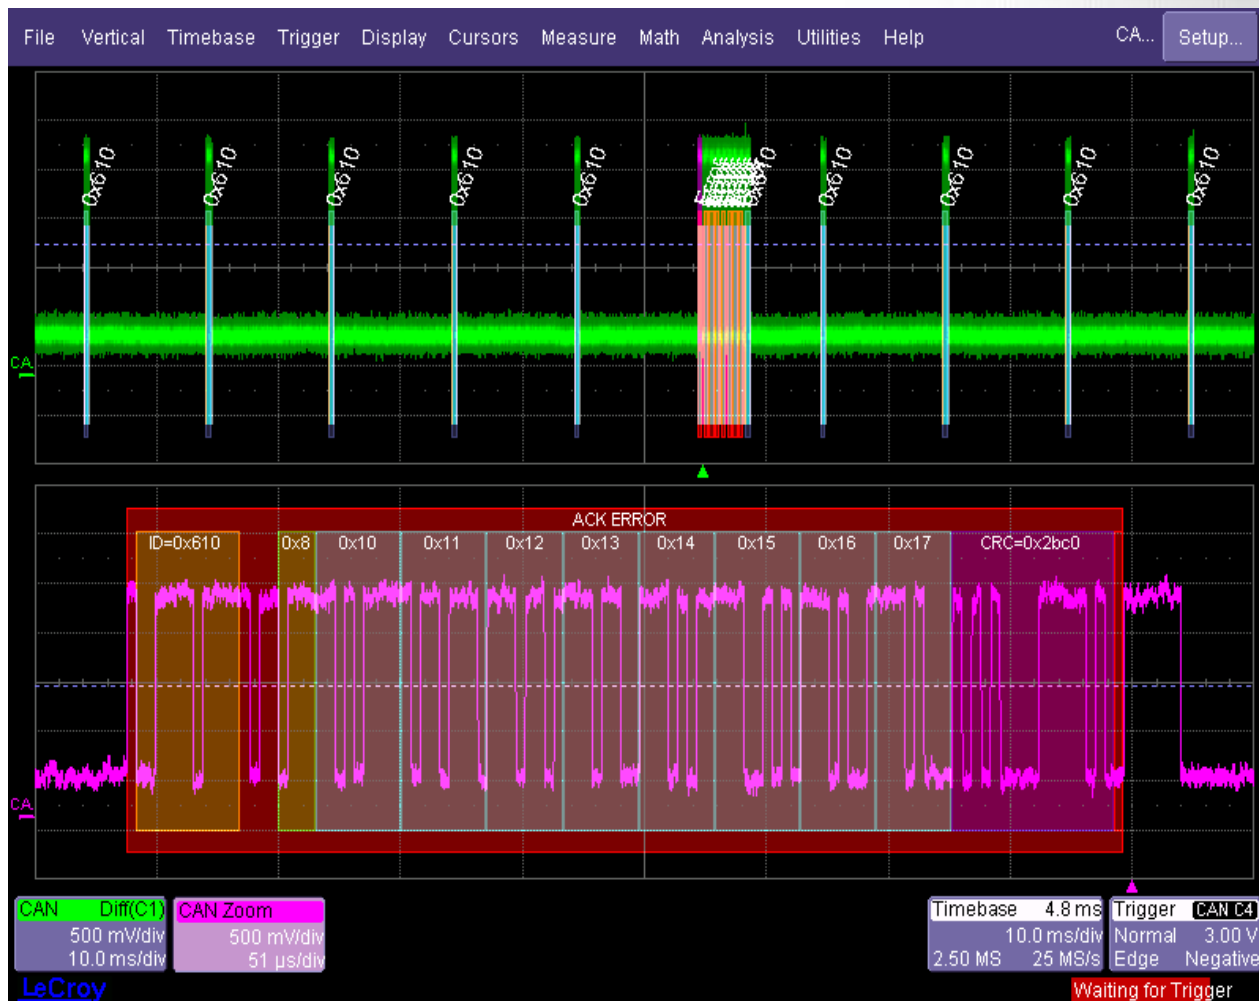 File Vertical Timebase Trigger Display Cursors Measure Math Analysis Utilities Help CA... Setup...
0x610 0x610 0x610 0x610 0x610 0x610 0x610 0x610 0x610 0x610
CA
ACK ERROR
ID=0x610 0x8 0x10 0x11 0x12 0x13 0x14 0x15 0x16 0x17 CRC=0x2bc0
CA
CAN Diff(C1)
500 mV/div
10.0 ms/div
CAN Zoom
500 mV/div
51 µs/div
Timebase 4.8 ms
10.0 ms/div
2.50 MS 25 MS/s
Trigger CAN C4
Normal 3.00 V
Edge Negative
LeCroy
Waiting for Trigger